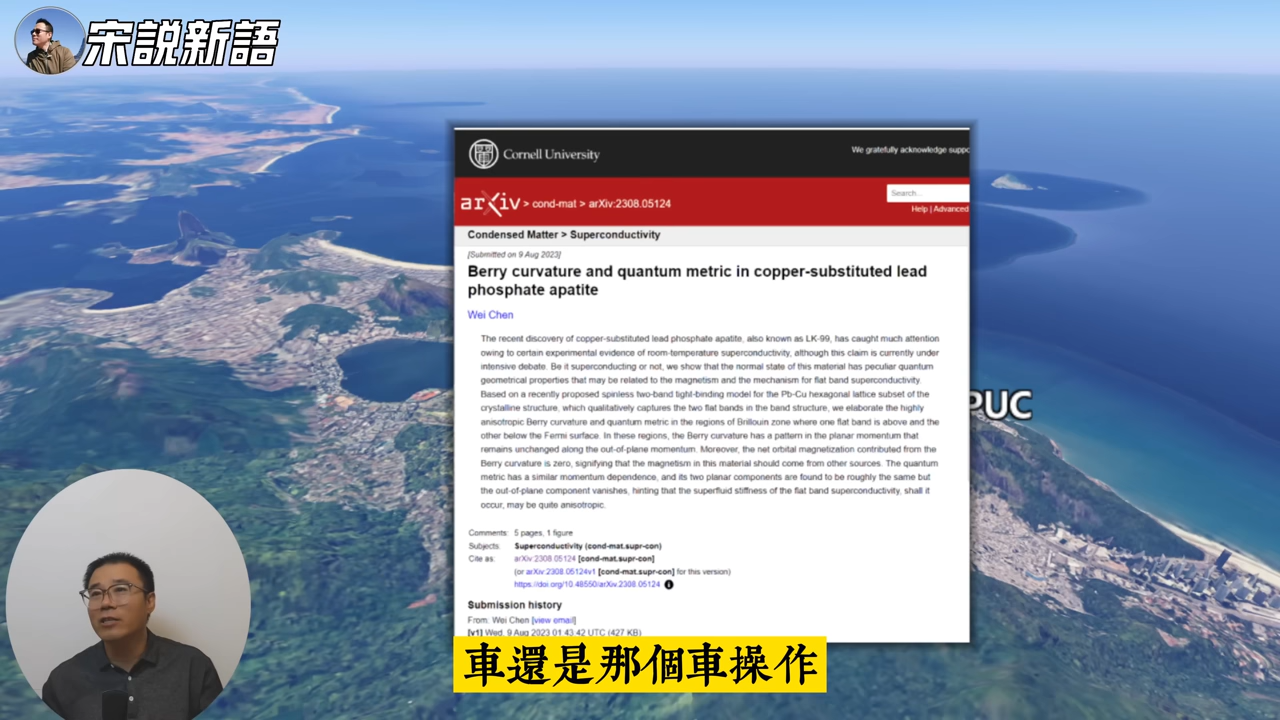 宋説新語
Cornell University
We gratefully acknowledge suppo
arXiv > cond-mat > arXiv:2308.05124
Search...
Help | Advanced
Condensed Matter > Superconductivity
[Submitted on 9 Aug 2023]
Berry curvature and quantum metric in copper-substituted lead
phosphate apatite
Wei Chen
The recent discovery of copper-substituted lead phosphate apatite, also known as LK-99, has caught much attention
owing to certain experimental evidence of room-temperature superconductivity, although this claim is currently under
intensive debate. Be it superconducting or not, we show that the normal state of this material has peculiar quantum
geometrical properties that may be related to the magnetism and the mechanism for flat band superconductivity.
Based on a recently proposed spinless two-band tight-binding model for the Pb-Cu hexagonal lattice subset of the
crystalline structure, which qualitatively captures the two flat bands in the band structure, we elaborate the highly
anisotropic Berry curvature and quantum metric in the regions of Brillouin zone where one flat band is above and the
other below the Fermi surface. In these regions, the Berry curvature has a pattern in the planar momentum that
remains unchanged along the out-of-plane momentum. Moreover, the net orbital magnetization contributed from the
Berry curvature is zero, signifying that the magnetism in this material should come from other sources. The quantum
metric has a similar momentum dependence, and its two planar components are found to be roughly the same but
the out-of-plane component vanishes, hinting that the superfluid stiffness of the flat band superconductivity, shall it
occur, may be quite anisotropic.
PUC
Comments: 5 pages, 1 figure
Subjects: Superconductivity (cond-mat.supr-con)
Cite as: arXiv:2308.05124 [cond-mat.supr-con]
(or arXiv:2308.05124v1 [cond-mat.supr-con] for this version)
https://doi.org/10.48550/arXiv.2308.05124
Submission history
From: Wei Chen [view email]
[v1] Wed, 9 Aug 2023 01:43:42 UTC (427 KB)
車還是那個車操作